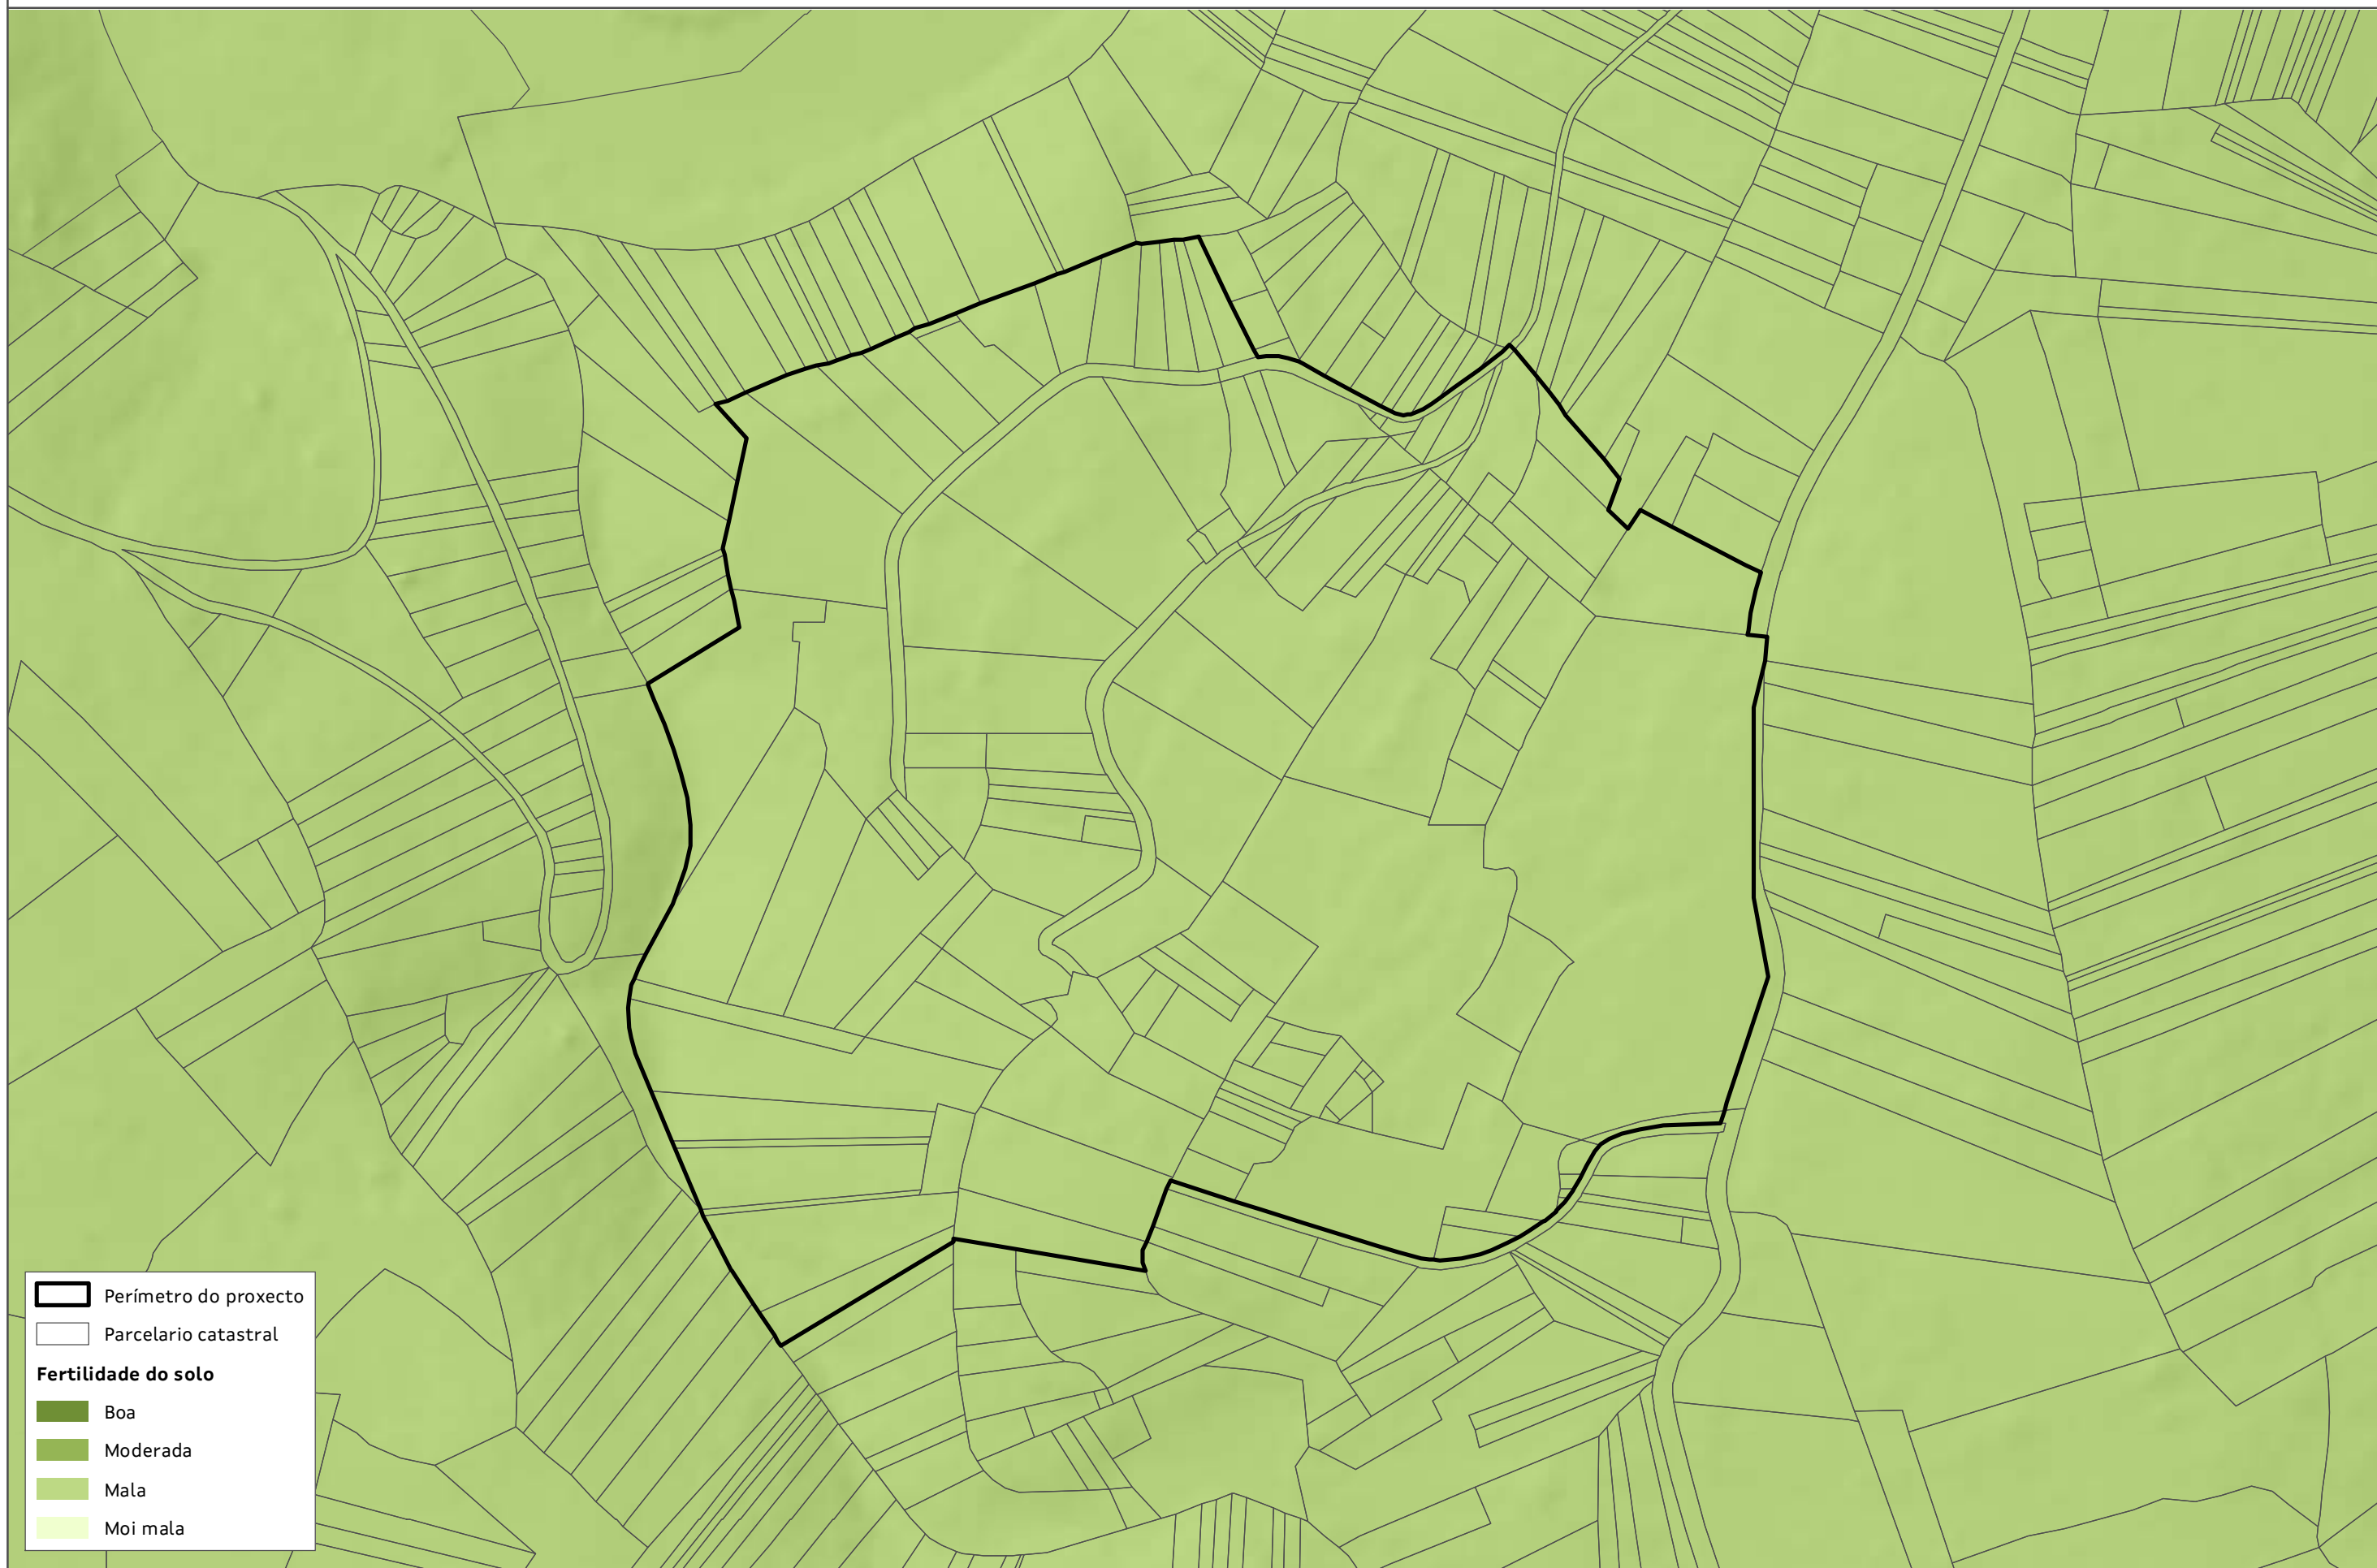 Perímetro do proxecto
Parcelario catastral
Fertilidade do solo
Boa
Moderada
Mala
Moi mala